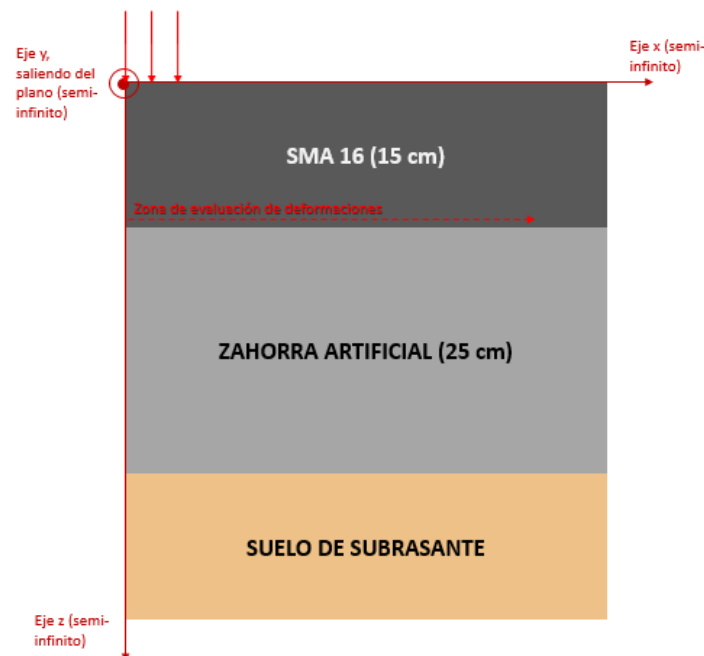 Eje y,
saliendo del
plano (semi-
infinito)
Eje x (semi-
infinito)
SMA 16 (15 cm)
Zona de evaluación de deformaciones
ZAHORRA ARTIFICIAL (25 cm)
SUELO DE SUBRASANTE
Eje z (semi-
infinito)